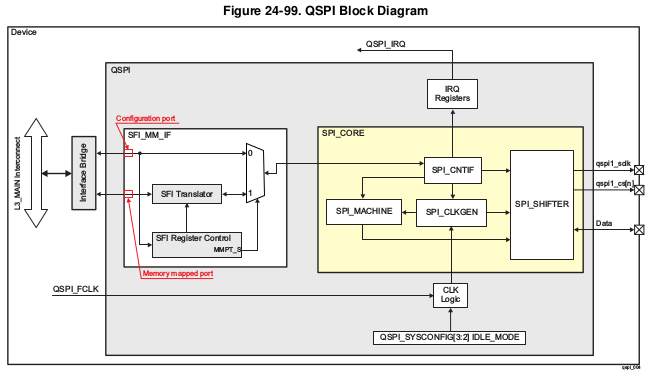 Figure 24-99. QSPI Block Diagram
Device
QSPI_IRQ
QSPI
IRQ
Registers
Configuration port
SFI_MM_IF
SPI_CORE
L3_MAIN Interconnect
Interface Bridge
0
SFI Translator
1
SFI Register Control
MMPT_S
Memory mapped port
SPI_CNTIF
SPI_MACHINE
SPI_CLKGEN
SPI_SHIFTER
qspi1_sclk
qspi1_cs[n]
Data
QSPI_FCLK
CLK
Logic
QSPI_SYSCONFIG[3:2] IDLE_MODE